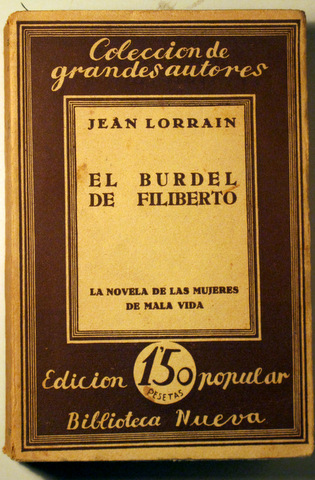 Coleccion de
grandes autores
JEAN LORRAIN
EL BURDEL
DE FILIBERTO
LA NOVELA DE LAS MUJERES
DE MALA VIDA
Edicion 1'50 popular
PESETAS
Biblioteca Nueva